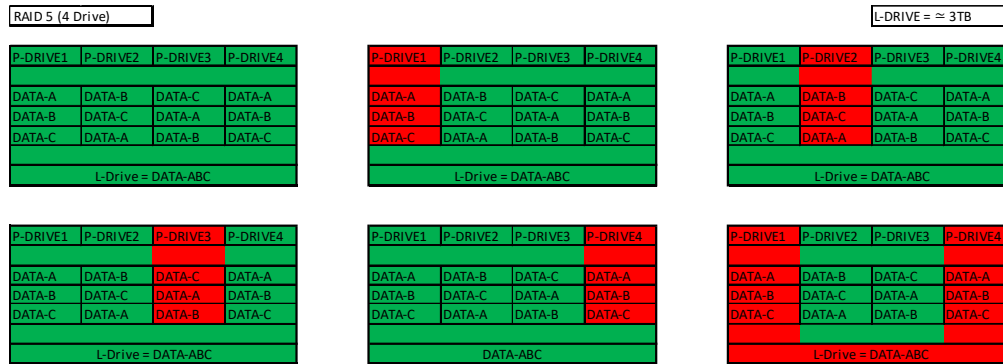 RAID 5 (4 Drive)
L-DRIVE = ≃ 3TB
P-DRIVE1 P-DRIVE2 P-DRIVE3 P-DRIVE4
DATA-A DATA-B DATA-C DATA-A
DATA-B DATA-C DATA-A DATA-B
DATA-C DATA-A DATA-B DATA-C
L-Drive = DATA-ABC
P-DRIVE1 P-DRIVE2 P-DRIVE3 P-DRIVE4
DATA-A DATA-B DATA-C DATA-A
DATA-B DATA-C DATA-A DATA-B
DATA-C DATA-A DATA-B DATA-C
L-Drive = DATA-ABC
P-DRIVE1 P-DRIVE2 P-DRIVE3 P-DRIVE4
DATA-A DATA-B DATA-C DATA-A
DATA-B DATA-C DATA-A DATA-B
DATA-C DATA-A DATA-B DATA-C
L-Drive = DATA-ABC
P-DRIVE1 P-DRIVE2 P-DRIVE3 P-DRIVE4
DATA-A DATA-B DATA-C DATA-A
DATA-B DATA-C DATA-A DATA-B
DATA-C DATA-A DATA-B DATA-C
L-Drive = DATA-ABC
P-DRIVE1 P-DRIVE2 P-DRIVE3 P-DRIVE4
DATA-A DATA-B DATA-C DATA-A
DATA-B DATA-C DATA-A DATA-B
DATA-C DATA-A DATA-B DATA-C
DATA-ABC
P-DRIVE1 P-DRIVE2 P-DRIVE3 P-DRIVE4
DATA-A DATA-B DATA-C DATA-A
DATA-B DATA-C DATA-A DATA-B
DATA-C DATA-A DATA-B DATA-C
L-Drive = DATA-ABC